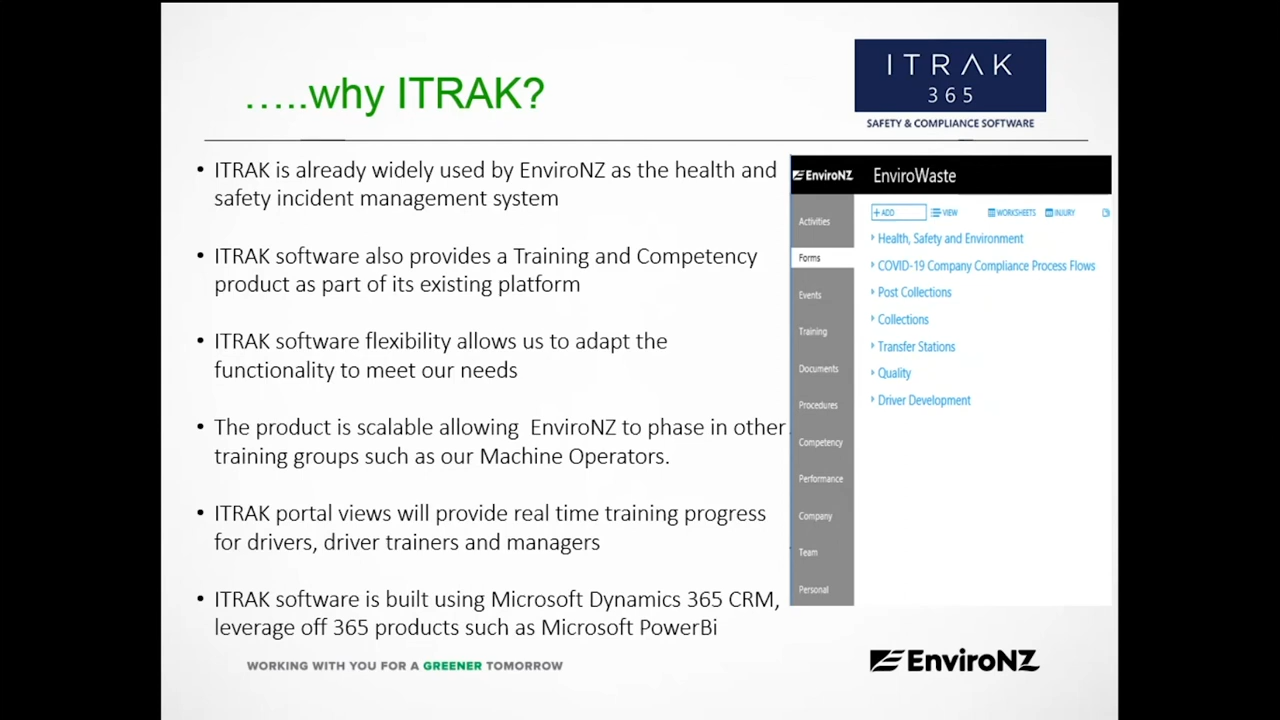 …..why ITRAK?
ITRAK
365
SAFETY & COMPLIANCE SOFTWARE
• ITRAK is already widely used by EnviroNZ as the health and
safety incident management system
• ITRAK software also provides a Training and Competency
product as part of its existing platform
• ITRAK software flexibility allows us to adapt the
functionality to meet our needs
• The product is scalable allowing  EnviroNZ to phase in other
training groups such as our Machine Operators.
• ITRAK portal views will provide real time training progress
for drivers, driver trainers and managers
• ITRAK software is built using Microsoft Dynamics 365 CRM,
leverage off 365 products such as Microsoft PowerBi
EnviroNZ EnviroWaste
+ ADD VIEW WORKSHEETS INJURY
Activities
Forms
Events
Training
Documents
Procedures
Competency
Performance
Company
Team
Personal
Health, Safety and Environment
COVID-19 Company Compliance Process Flows
Post Collections
Collections
Transfer Stations
Quality
Driver Development
WORKING WITH YOU FOR A GREENER TOMORROW
EnviroNZ